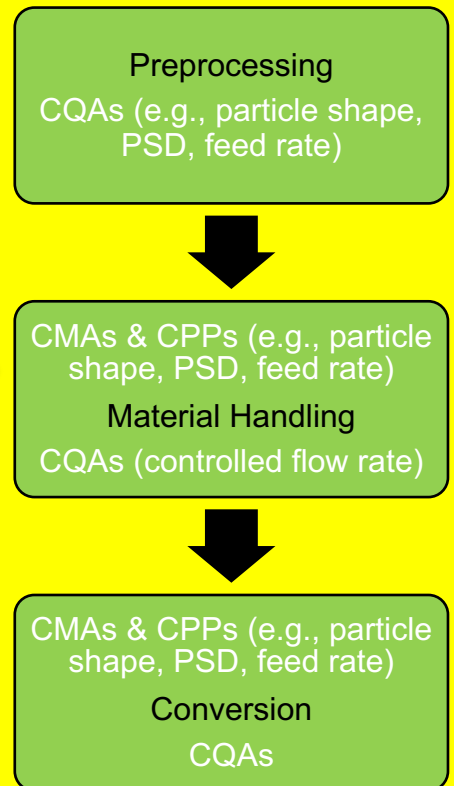 Preprocessing
CQAs (e.g., particle shape,
PSD, feed rate)
CMAs & CPPs (e.g., particle
shape, PSD, feed rate)
Material Handling
CQAs (controlled flow rate)
CMAs & CPPs (e.g., particle
shape, PSD, feed rate)
Conversion
CQAs